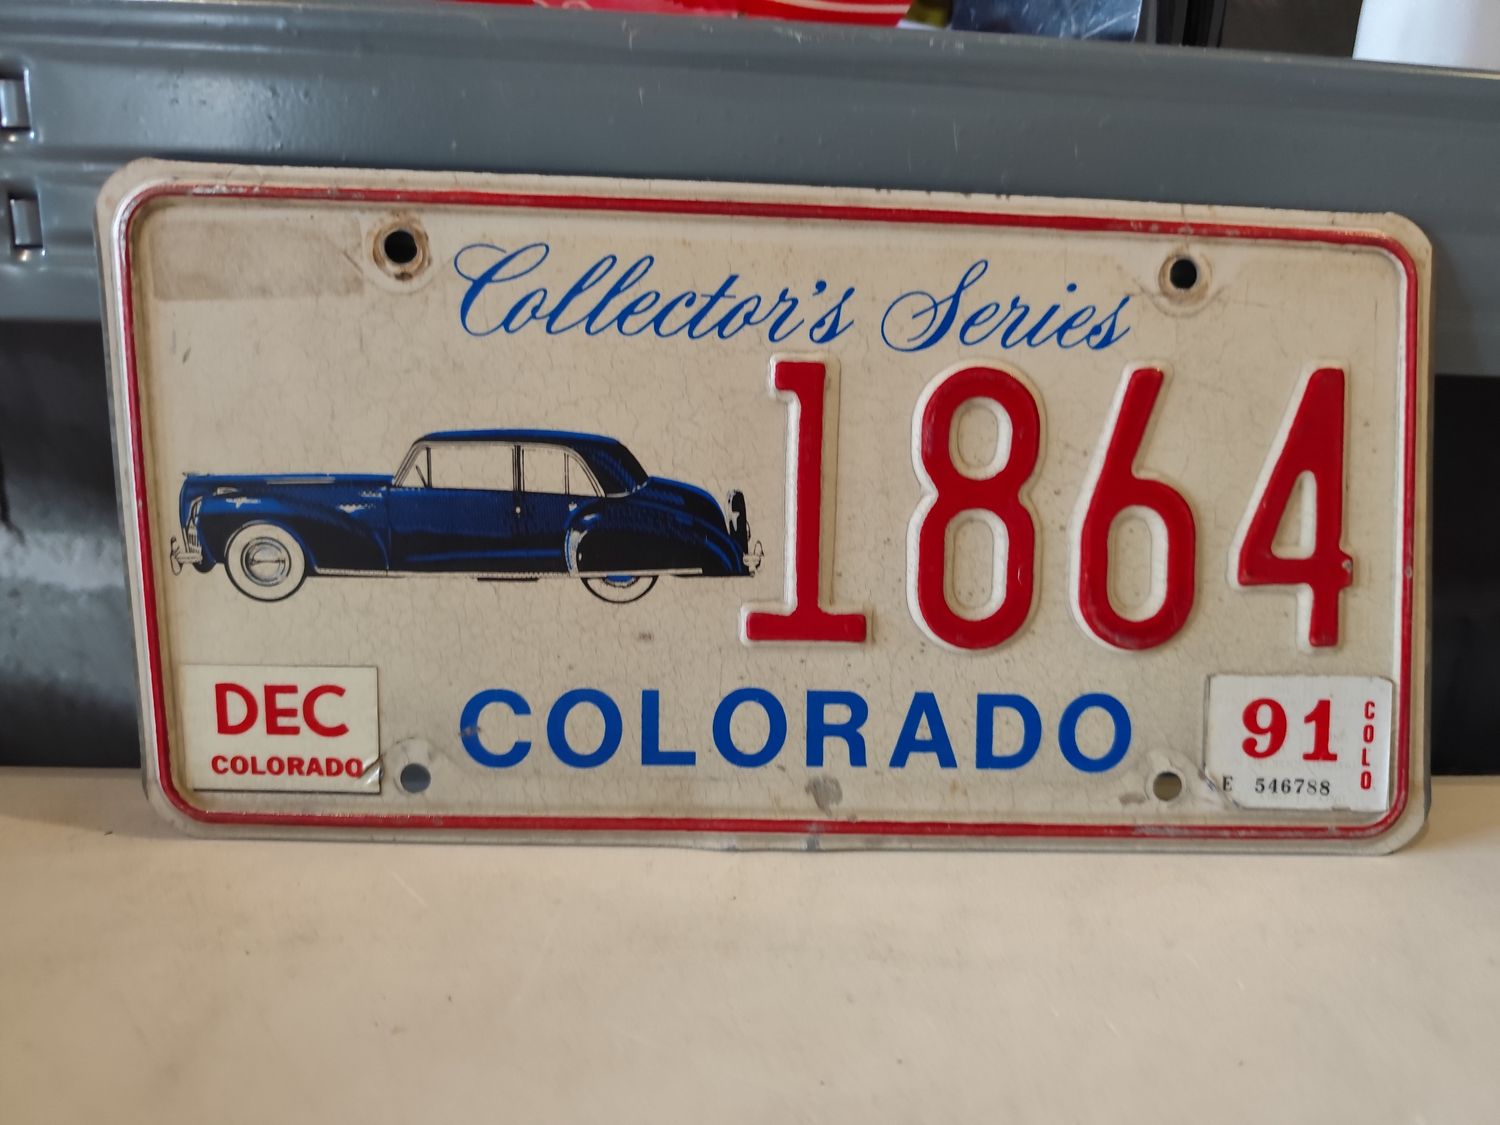 Collector's Series
1864
DEC
COLORADO
COLORADO
91
COLO
E 546788